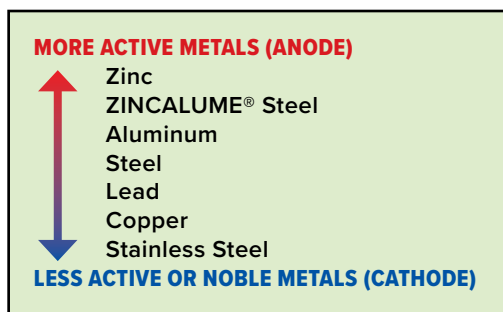 MORE ACTIVE METALS (ANODE)
Zinc
ZINCALUME® Steel
Aluminum
Steel
Lead
Copper
Stainless Steel
LESS ACTIVE OR NOBLE METALS (CATHODE)